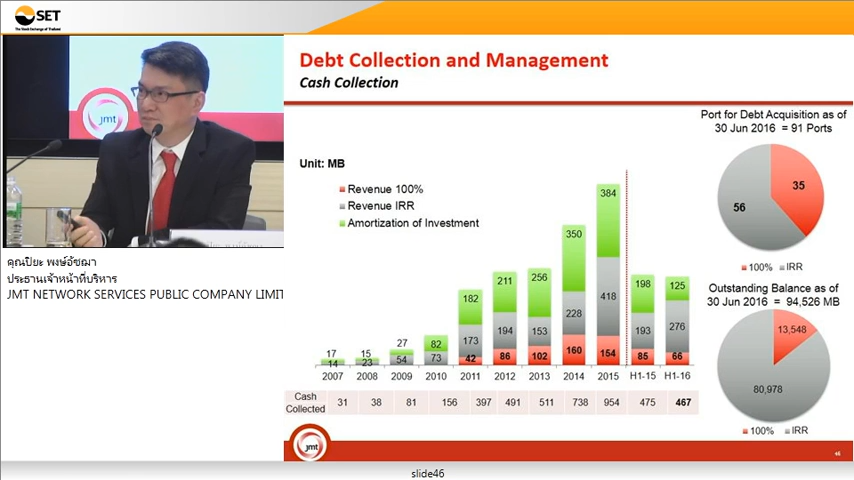 SET
The Stock Exchange of Thailand
jmt
คุณปิยะ พงษ์อัชฌา
ประธานเจ้าหน้าที่บริหาร
JMT NETWORK SERVICES PUBLIC COMPANY LIMIT
Debt Collection and Management
Cash Collection
Unit: MB
Revenue 100%
Revenue IRR
Amortization of Investment
17 15 27 82 182 211 256 350 384 198 125
14 23 54 73 173 194 153 228 418 193 276
42 86 102 160 154 85 66
2007 2008 2009 2010 2011 2012 2013 2014 2015 H1-15 H1-16
Cash Collected 31 38 81 156 397 491 511 738 954 475 467
Port for Debt Acquisition as of
30 Jun 2016 = 91 Ports
35
56
100% IRR
Outstanding Balance as of
30 Jun 2016 = 94,526 MB
13,548
80,978
100% IRR
jmt
slide46